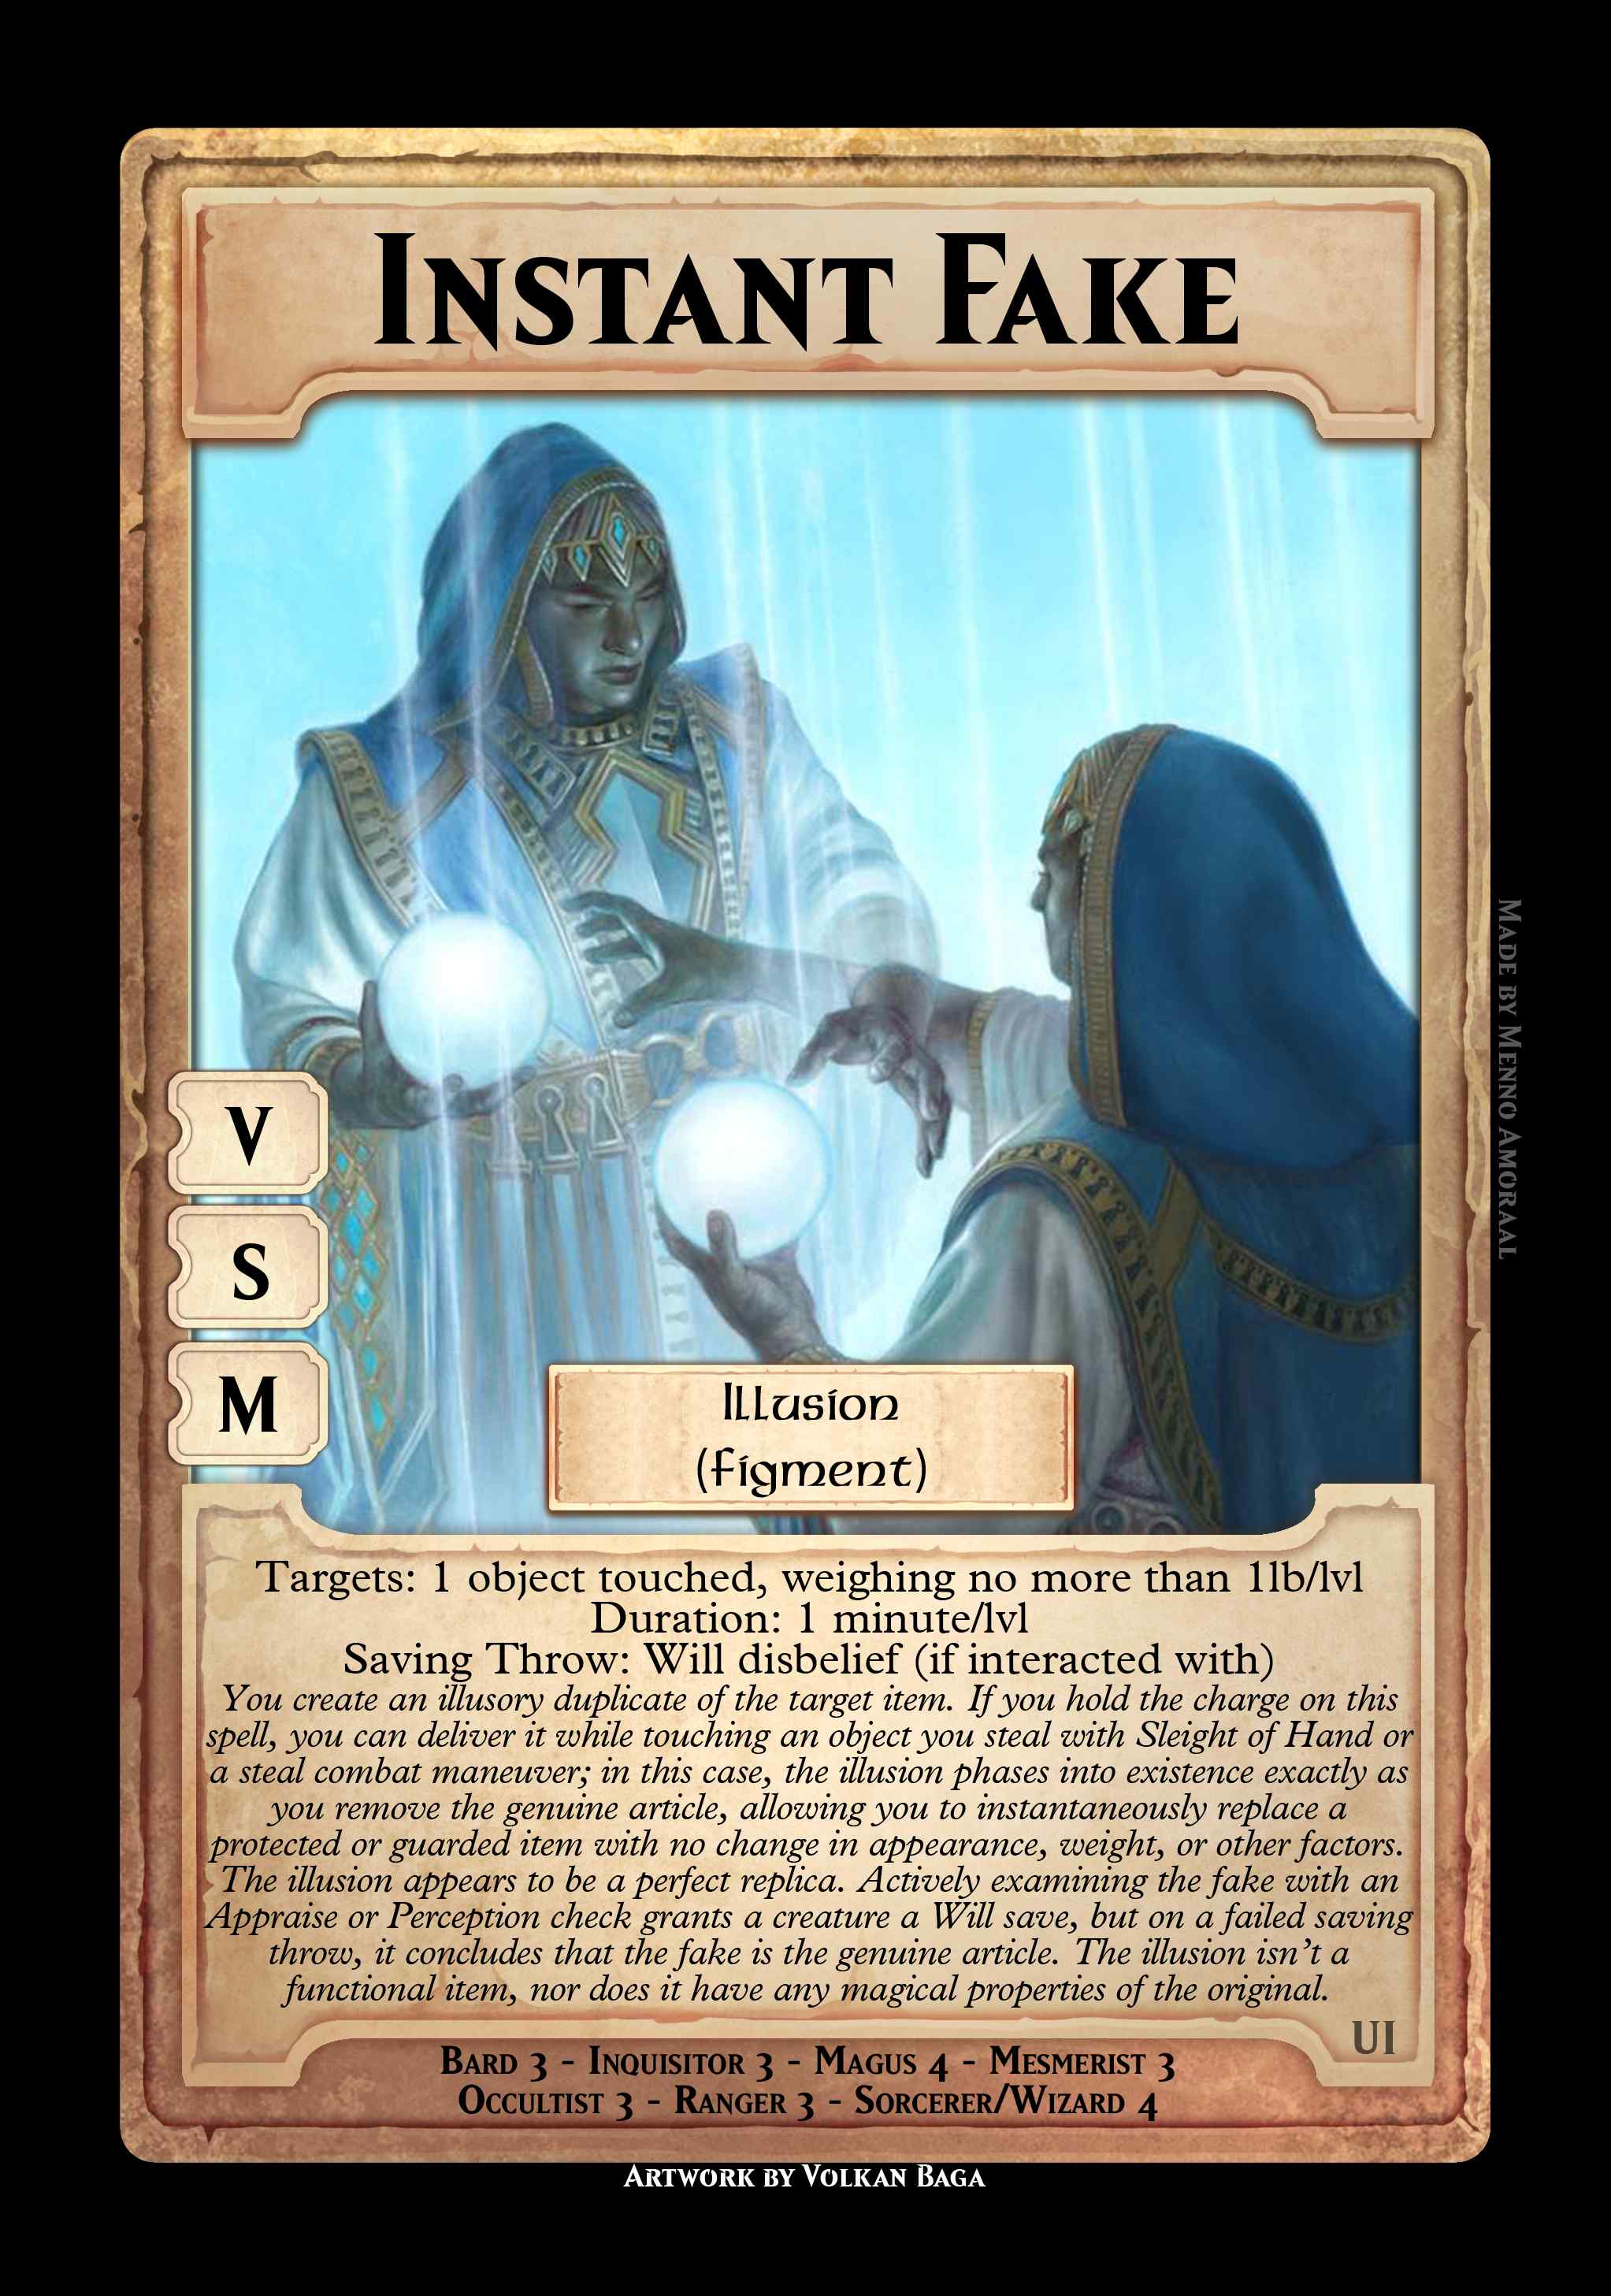 Instant Fake
V
S
M
Illusion
(Figment)
Targets: 1 object touched, weighing no more than 1lb/lvl
Duration: 1 minute/lvl
Saving Throw: Will disbelief (if interacted with)
You create an illusory duplicate of the target item. If you hold the charge on this
spell, you can deliver it while touching an object you steal with Sleight of Hand or
a steal combat maneuver; in this case, the illusion phases into existence exactly as
you remove the genuine article, allowing you to instantaneously replace a
protected or guarded item with no change in appearance, weight, or other factors.
The illusion appears to be a perfect replica. Actively examining the fake with an
Appraise or Perception check grants a creature a Will save, but on a failed saving
throw, it concludes that the fake is the genuine article. The illusion isn't a
functional item, nor does it have any magical properties of the original.
UI
Bard 3 - Inquisitor 3 - Magus 4 - Mesmerist 3
Occultist 3 - Ranger 3 - Sorcerer/Wizard 4
Artwork by Volkan Baga
Made by Menno Amoraal